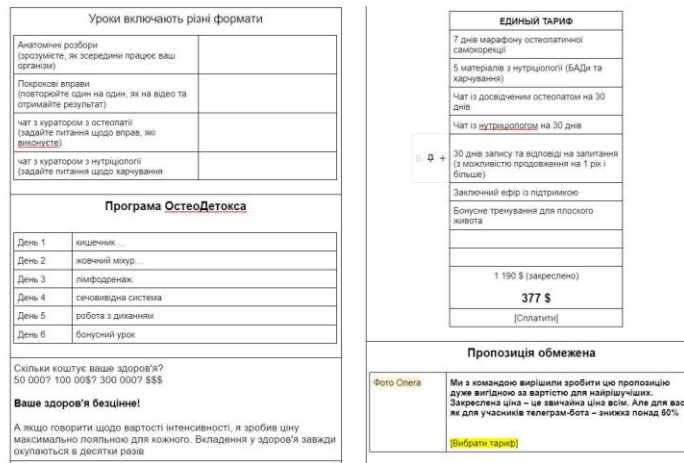 Уроки включають різні формати
Анатомічні розбори
(зрозумієте, як зсередини працює ваш
організм)
Покрокові вправи
(повторюйте один на один, як на відео та
отримайте результат)
чат з куратором з остеопатії
(задайте питання щодо вправ, які
виконуєте)
чат з куратором з нутріціології
(задайте питання щодо харчування
Програма ОстеоДетокса
День 1 кишечник ...
День 2 жовчний міхур...
День 3 лімфодренаж.
День 4 сечовивідна система
День 5 робота з диханням
День 6 бонусний урок
Скільки коштує ваше здоров'я?
50 000? 100 00$? 300 000? $$$
Ваше здоров'я безцінне!
А якщо говорити щодо вартості інтенсивності, я зробив ціну
максимально лояльною для кожного. Вкладення у здоров'я завжди
окупаються в десятки разів
ЕДИНЫЙ ТАРИФ
7 днів марафону остеопатичної
самокорекції
5 матеріалів з нутріціології (БАДи та
харчування)
Чат із досвідченим остеопатом на 30
днів
Чат із нутриціологом на 30 днів
30 днів запису та відповіді на запитання
(з можливістю продовження на 1 рік і
більше)
Заключний ефір із підтримкою
Бонусне тренування для плоского
живота
1 190 $ (закреслено)
377 $
[Сплатити]
Пропозиція обмежена
Фото Олега
Ми з командою вирішили зробити цю пропозицію
дуже вигідною за вартістю для найрішучіших.
Закреслена ціна – це звичайна ціна всім. Але для вас,
як для учасників телеграм-бота – знижка понад 60%
[Вибрати тариф]